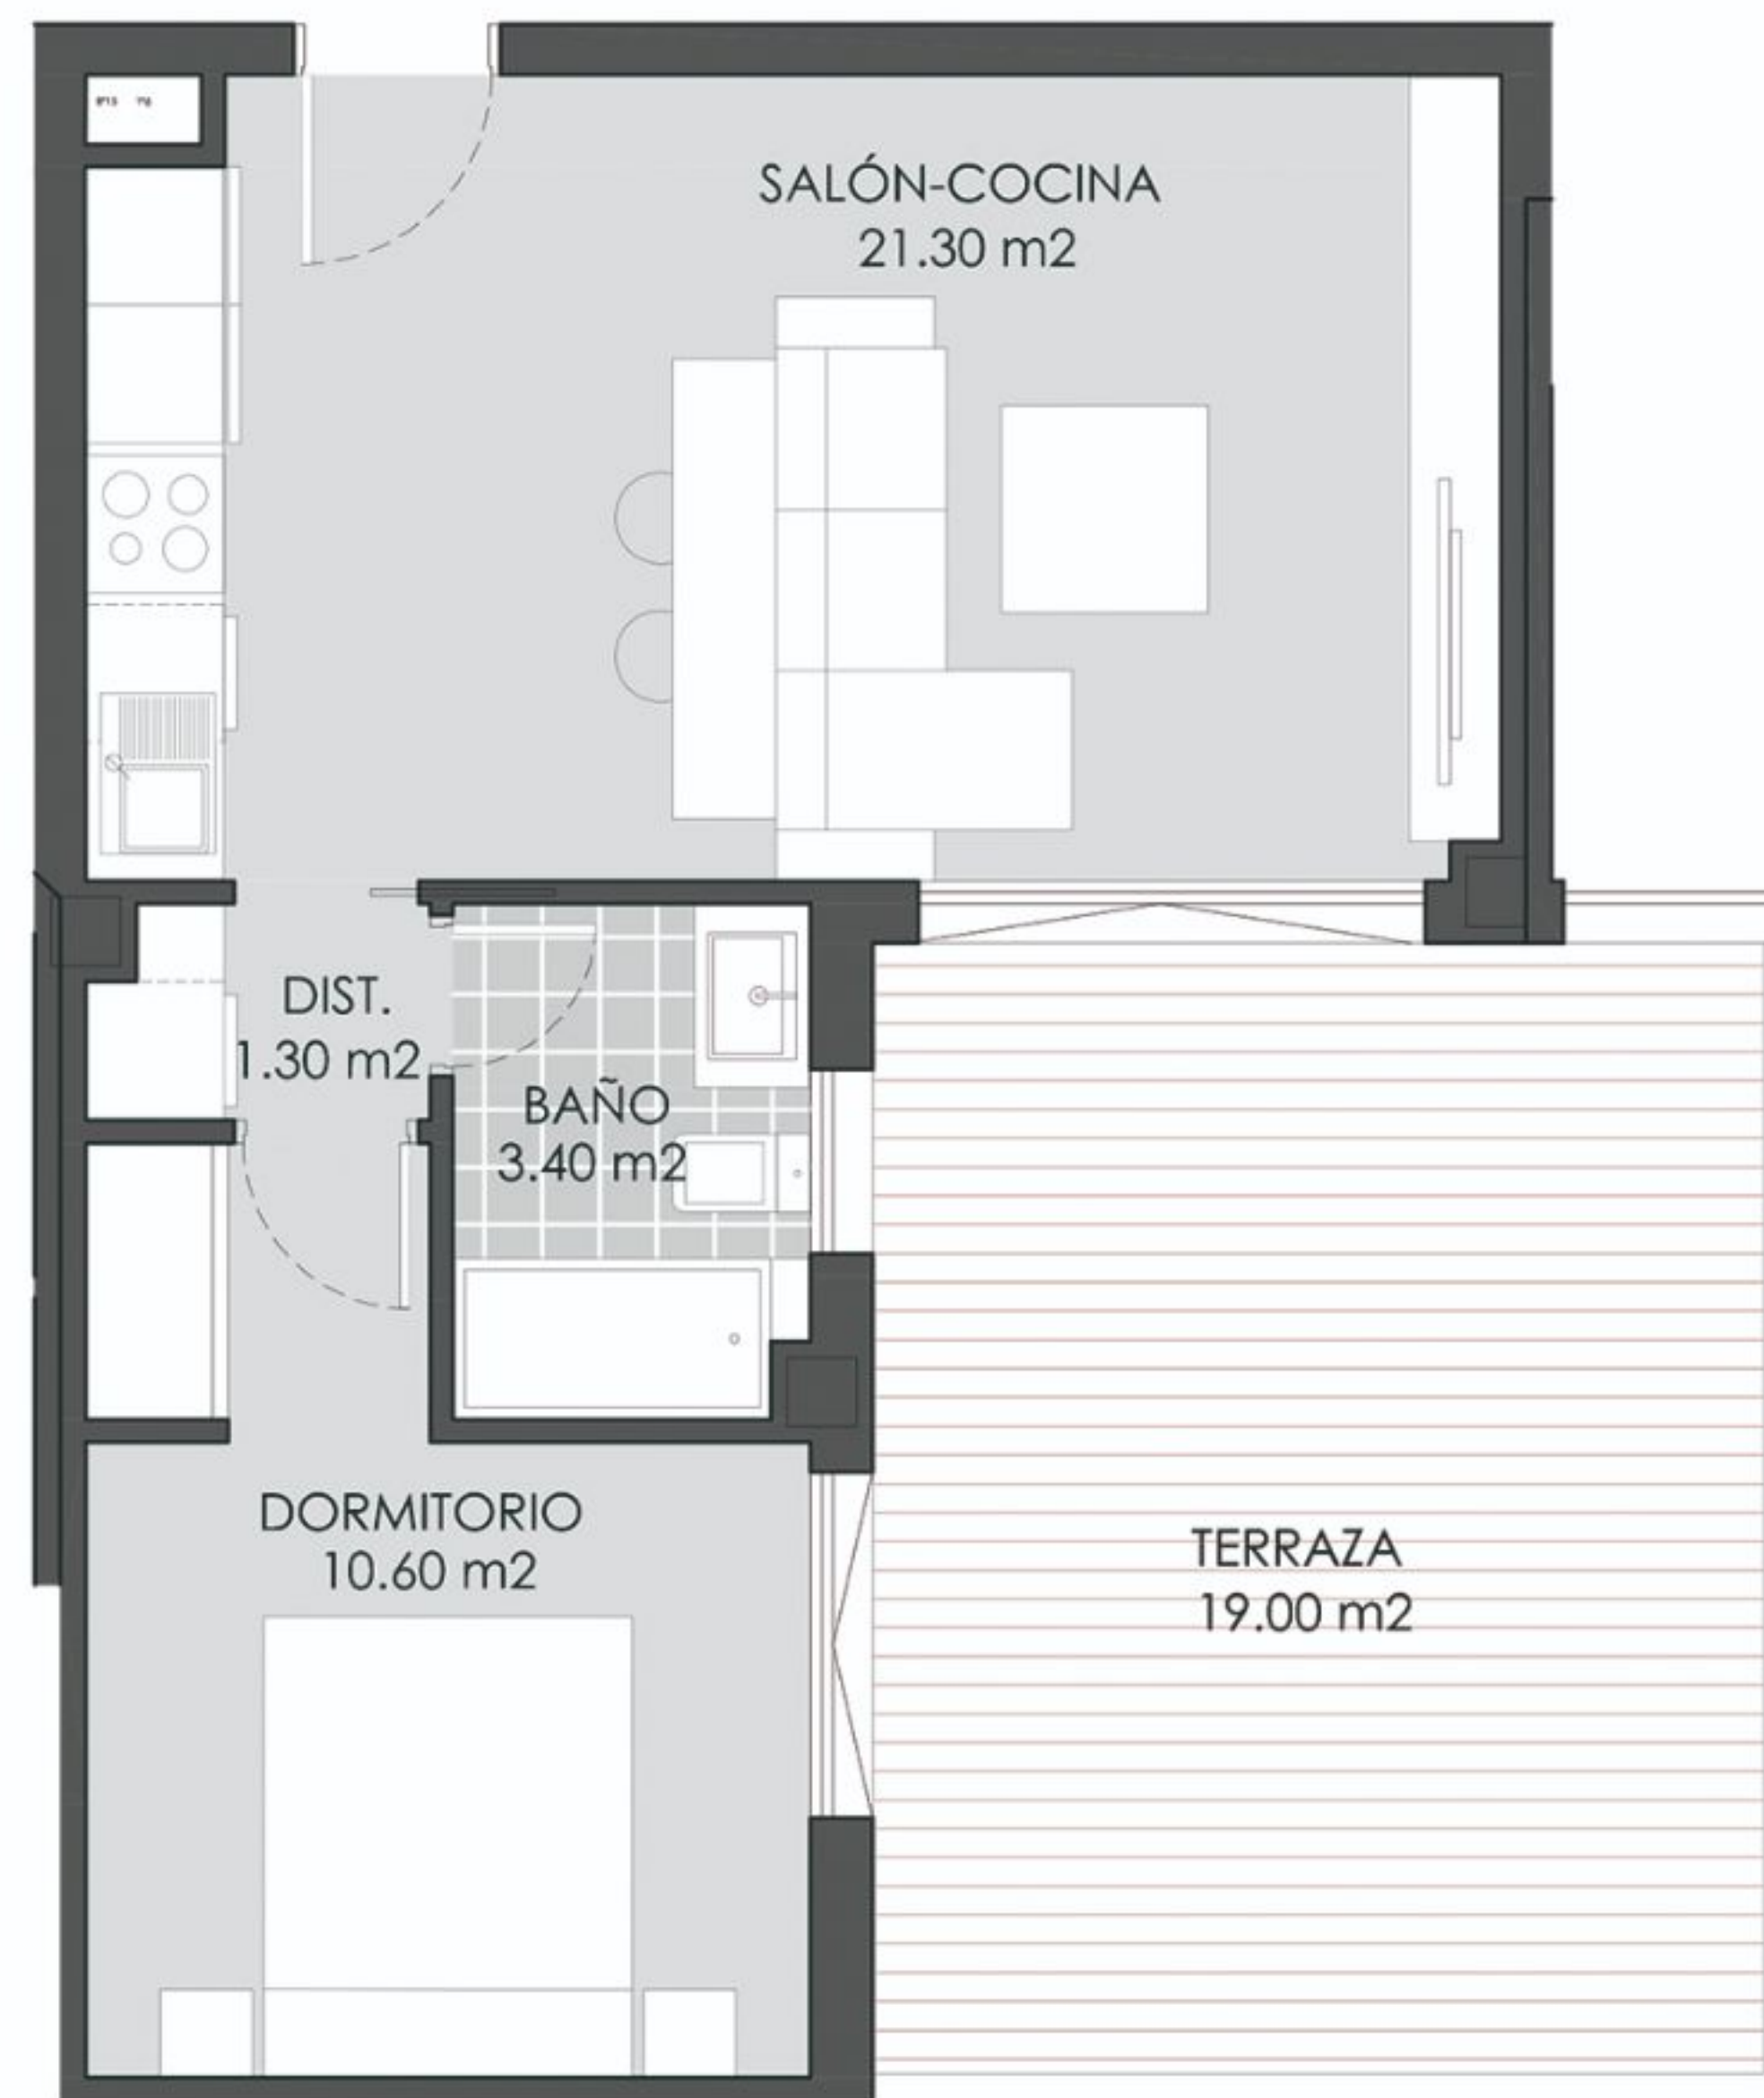 SALÓN-COCINA
21.30 m2
DIST.
1.30 m2
BAÑO
3.40 m2
DORMITORIO
10.60 m2
TERRAZA
19.00 m2